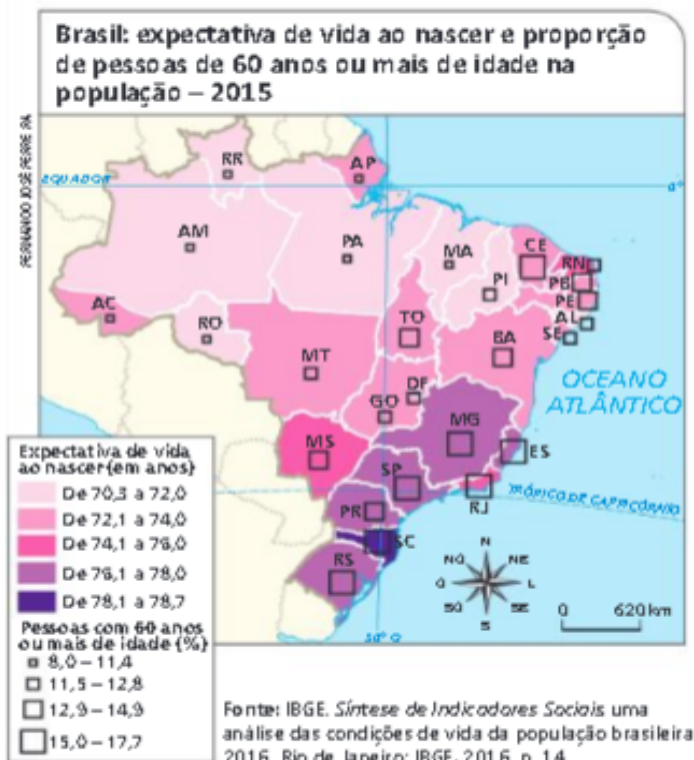 Brasil: expectativa de vida ao nascer e proporção
de pessoas de 60 anos ou mais de idade na
população – 2015
EQUADOR
0°
RR
AP
AM
PA
MA
CE
RN
PI
PB
PE
AC
AL
TO
SE
RO
BA
MT
DF
GO
OCEANO
ATLÂNTICO
MG
MS
ES
SP
TRÓPICO DE CAPRICÓRNIO
RJ
PR
SC
RS
N
NO
NE
O
L
SO
SE
S
0
620 km
50° O
Expectativa de vida
ao nascer (em anos)
De 70,3 a 72,0
De 72,1 a 74,0
De 74,1 a 76,0
De 76,1 a 78,0
De 78,1 a 78,7
Pessoas com 60 anos
ou mais de idade (%)
8,0 – 11,4
11,5 – 12,8
12,9 – 14,9
15,0 – 17,7
Fonte: IBGE. Síntese de Indicadores Sociais uma
análise das condições de vida da população brasileira
2016. Rio de Janeiro: IBGE, 2016. p. 14